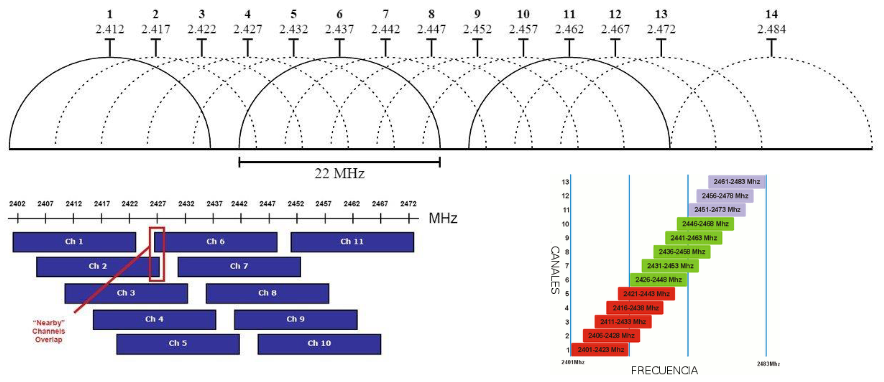 1 2 3 4 5 6 7 8 9 10 11 12 13 14
2.412 2.417 2.422 2.427 2.432 2.437 2.442 2.447 2.452 2.457 2.462 2.467 2.472 2.484
22 MHz
2402 2407 2412 2417 2422 2427 2432 2437 2442 2447 2452 2457 2462 2467 2472 MHz
Ch 1 Ch 6 Ch 11
Ch 2 Ch 7
Ch 3 Ch 8
Ch 4 Ch 9
Ch 5 Ch 10
"Nearby"
Channels
Overlap
CANALES
13 2461-2483 Mhz
12 2456-2478 Mhz
11 2451-2473 Mhz
10 2446-2468 Mhz
9 2441-2463 Mhz
8 2436-2458 Mhz
7 2431-2453 Mhz
6 2426-2448 Mhz
5 2421-2443 Mhz
4 2416-2438 Mhz
3 2411-2433 Mhz
2 2406-2428 Mhz
1 2401-2423 Mhz
2401Mhz 2483Mhz
FRECUENCIA